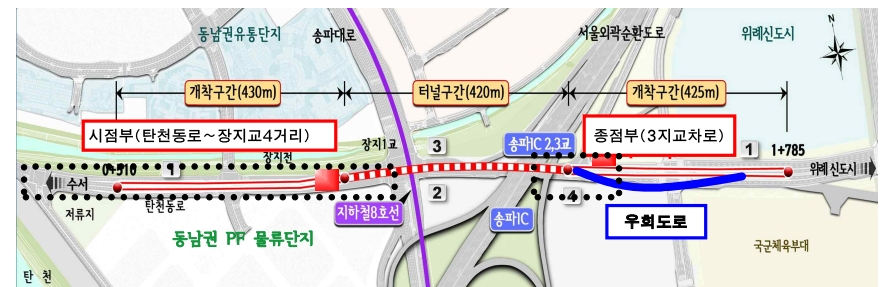 동남권유통단지
송파대로
서울외곽순환도로
위례신도시
N
개착구간(430m)
터널구간(420m)
개착구간(425m)
시점부(탄천동로~장지교4거리)
종점부(3지교차로)
장지1교
3
송파IC 2,3교
1
1+785
0+510
1
장지천
수서
위례 신도시
저류지
탄천동로
지하철8호선
2
송파IC
4
우회도로
동남권 PF 물류단지
국군체육부대
탄 천